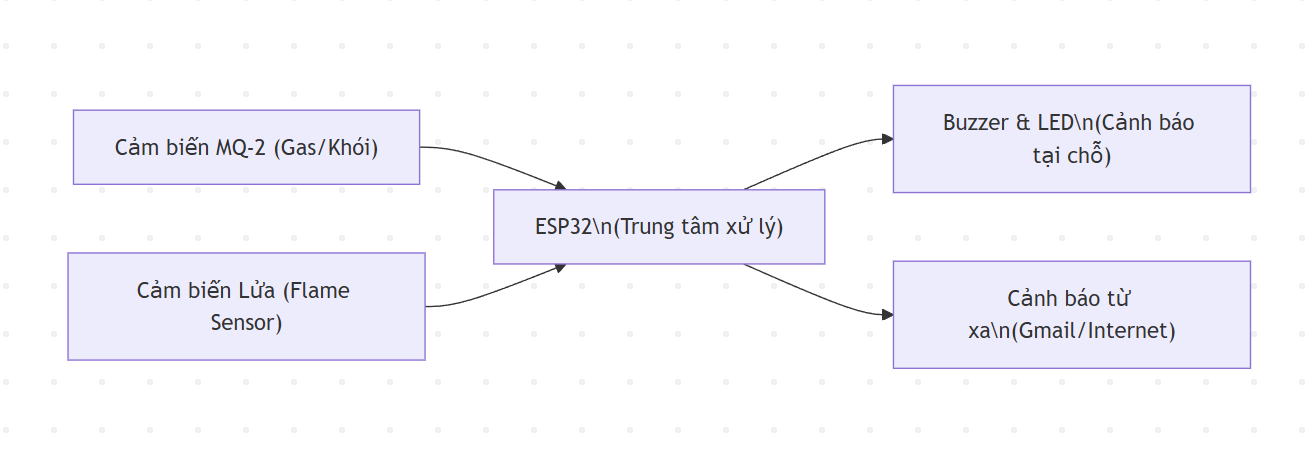 Cảm biến MQ-2 (Gas/Khói)
Cảm biến Lửa (Flame
Sensor)
ESP32\n(Trung tâm xử lý)
Buzzer & LED\n(Cảnh báo
tại chỗ)
Cảnh báo từ
xa\n(Gmail/Internet)